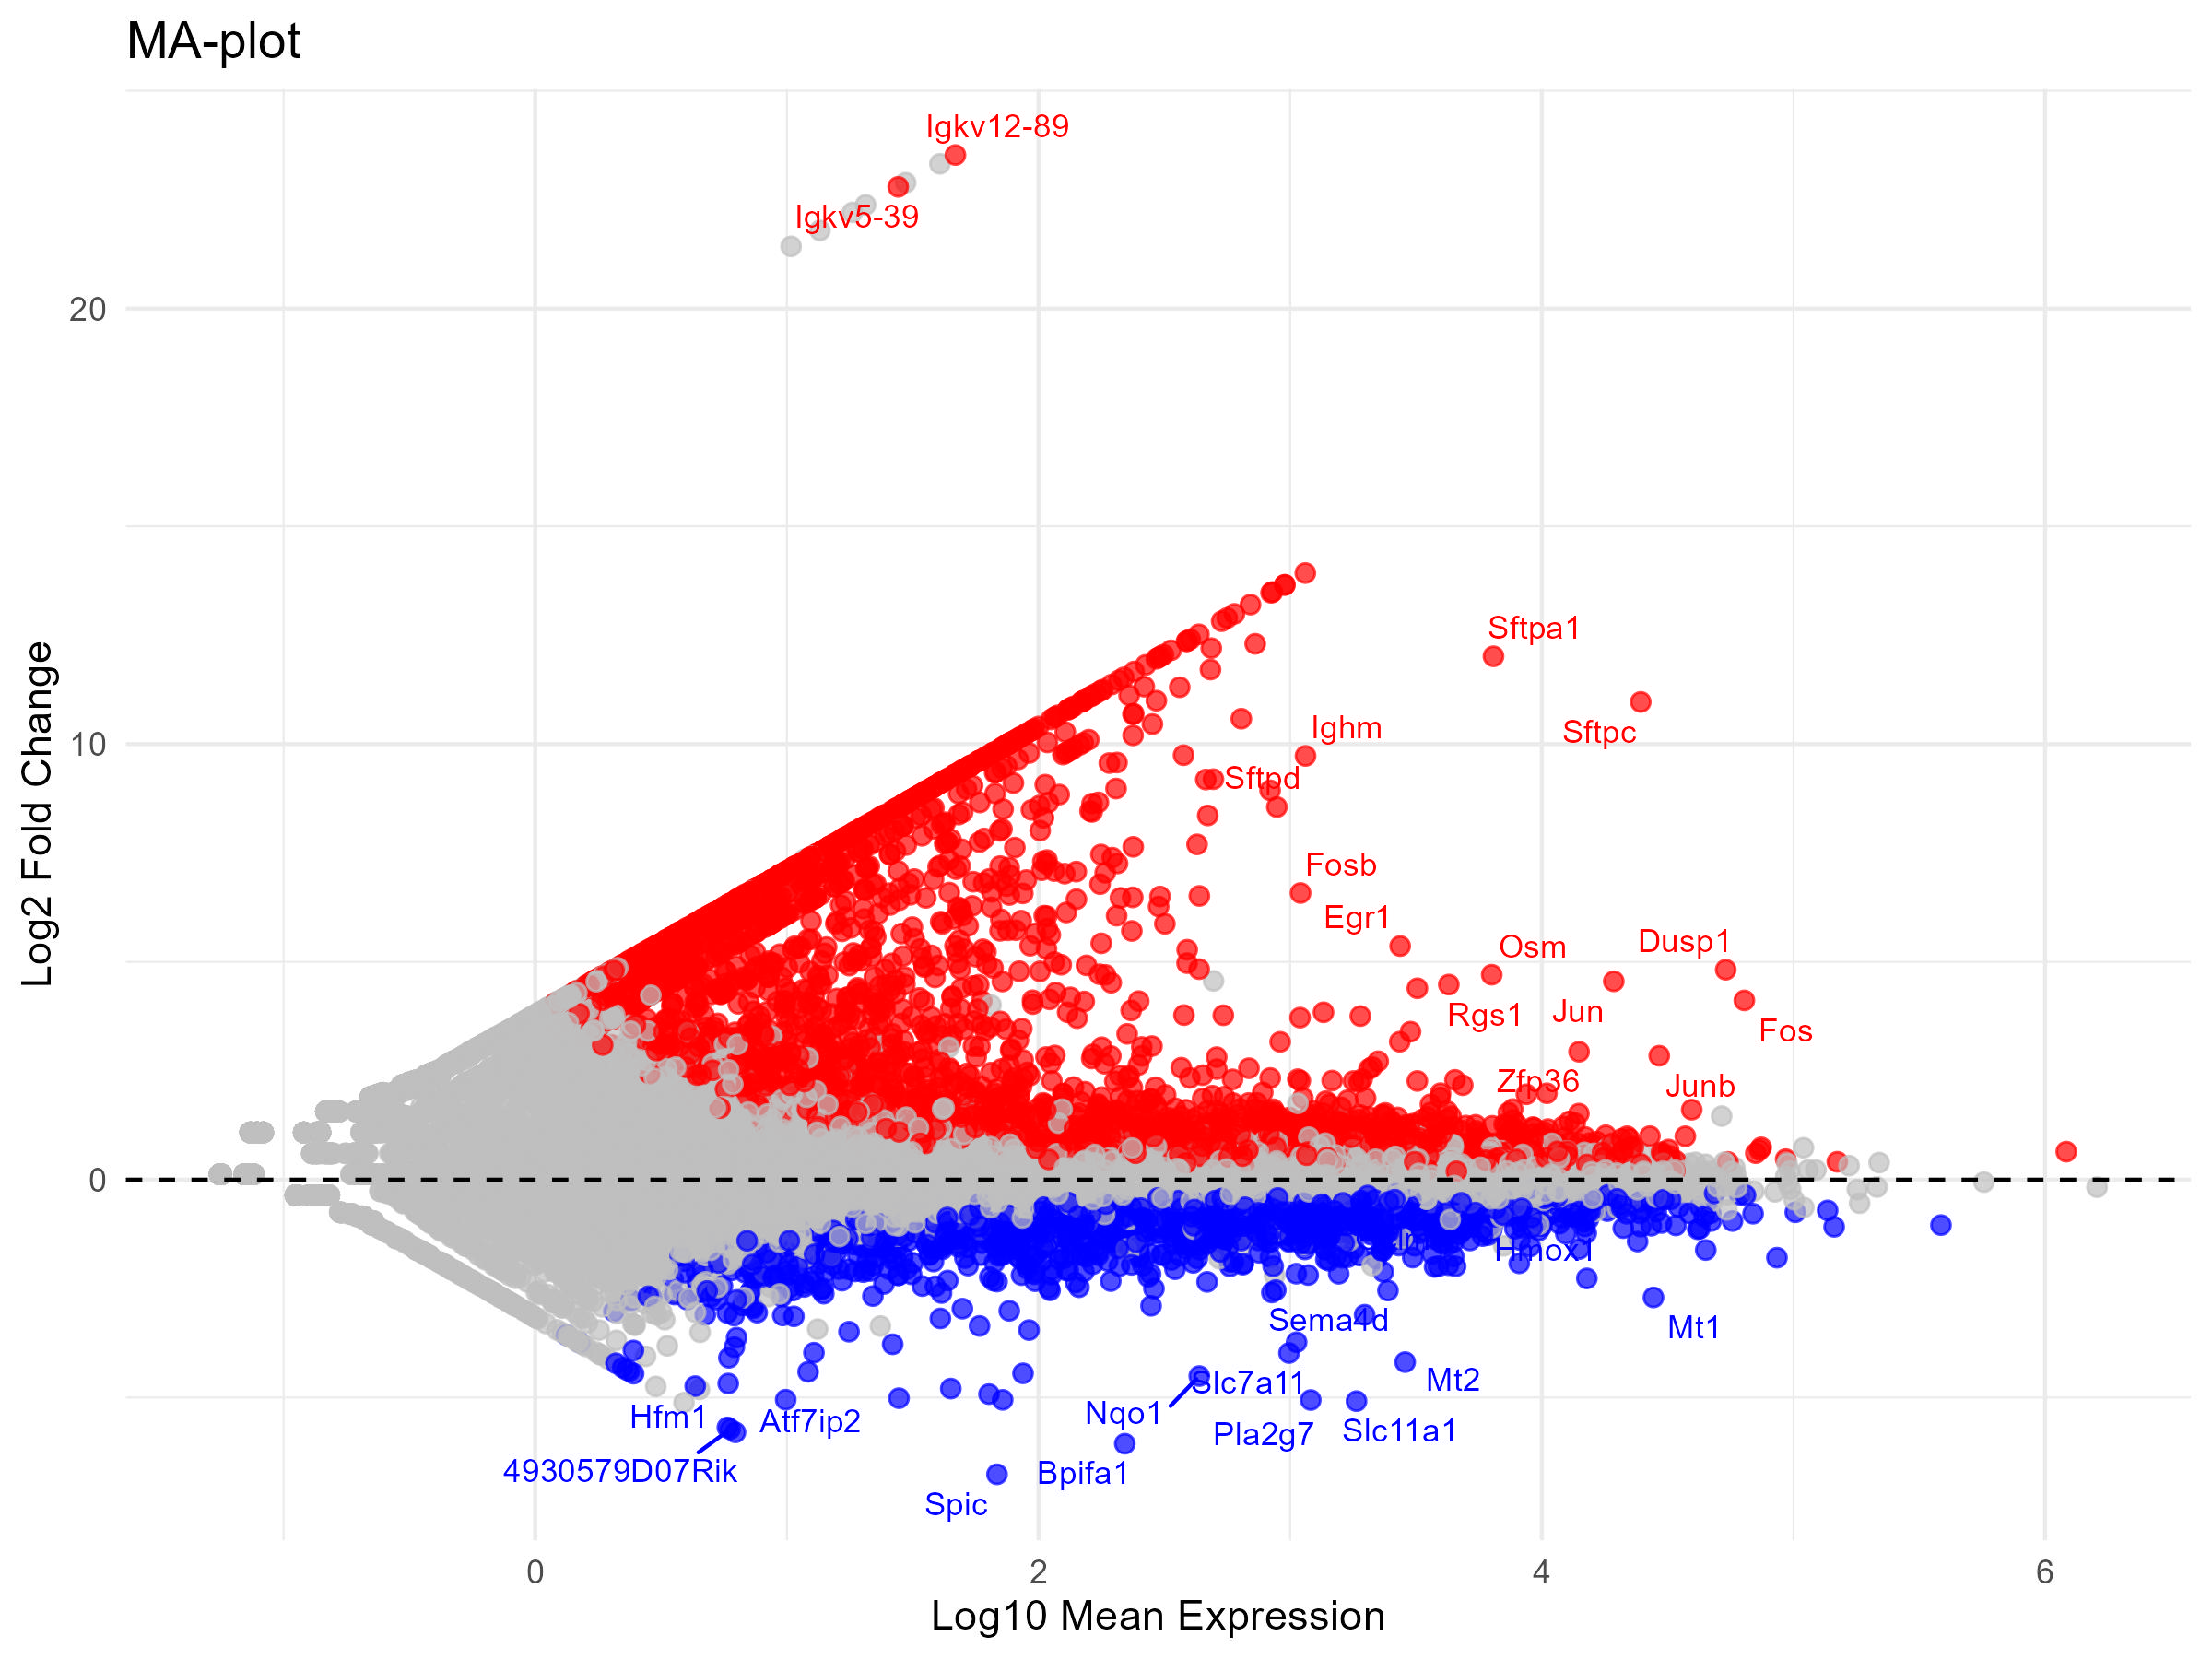 MA-plot
Igkv12-89
Igkv5-39
20
Sftpa1
Sftpc
Ighm
10
Sftpd
Fosb
Egr1
Osm
Dusp1
Rgs1
Jun
Fos
Zfp36
Junb
0
Hmox1
Sema4d
Mt1
Slc7a11
Mt2
Nqo1
Hfm1
Atf7ip2
Pla2g7
Slc11a1
4930579D07Rik
Bpifa1
Spic
0
2
4
6
Log10 Mean Expression
Log2 Fold Change